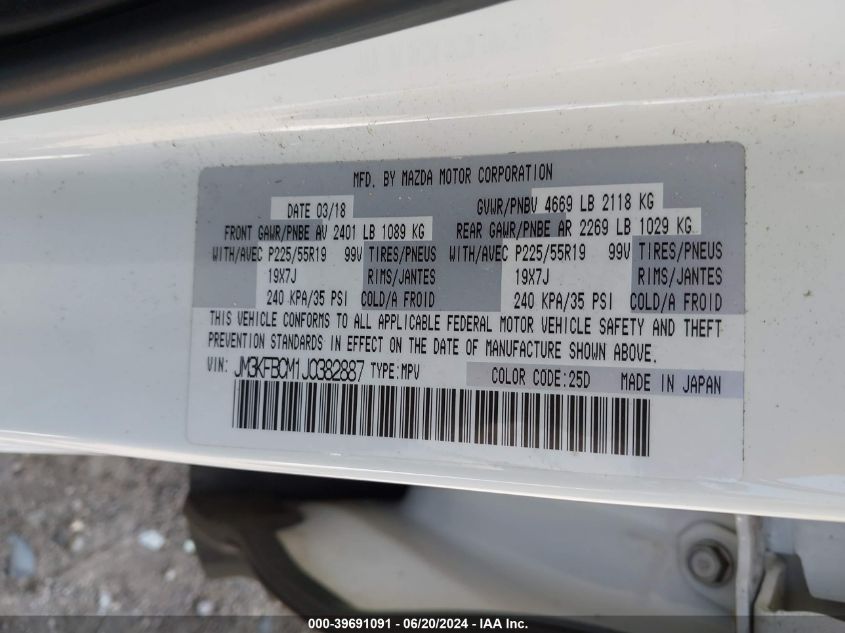 MFD. BY MAZDA MOTOR CORPORATION
DATE 03/18 GVWR/PNBV 4669 LB 2118 KG
FRONT GAWR/PNBE AV 2401 LB 1089 KG REAR GAWR/PNBE AR 2269 LB 1029 KG
WITH/AVEC P225/55R19 99V TIRES/PNEUS WITH/AVEC P225/55R19 99V TIRES/PNEUS
19X7J RIMS/JANTES 19X7J RIMS/JANTES
240 KPA/35 PSI COLD/A FROID 240 KPA/35 PSI COLD/A FROID
THIS VEHICLE CONFORMS TO ALL APPLICABLE FEDERAL MOTOR VEHICLE SAFETY AND THEFT
PREVENTION STANDARDS IN EFFECT ON THE DATE OF MANUFACTURE SHOWN ABOVE.
VIN: JM3KFBCM1J0382887 TYPE:MPV COLOR CODE:25D MADE IN JAPAN
000-39691091 - 06/20/2024 - IAA Inc.